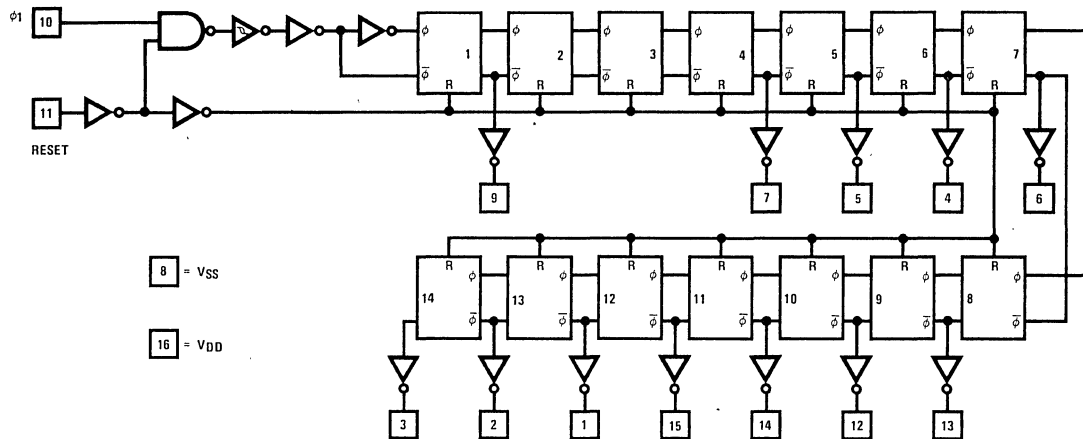 φ1 10
φ φ φ φ φ φ φ
1 2 3 4 5 6 7
φ̅ φ̅ φ̅ φ̅ φ̅ φ̅ φ̅
R R R R R R R
11
RESET
9 7 5 4 6
R R R R R R R
8 = VSS
φ φ φ φ φ φ φ
14 13 12 11 10 9 8
φ̅ φ̅ φ̅ φ̅ φ̅ φ̅ φ̅
16 = VDD
3 2 1 15 14 12 13